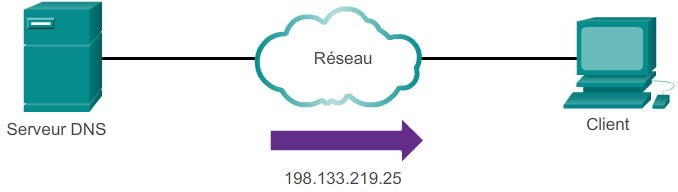 Réseau
Serveur DNS
Client
198.133.219.25